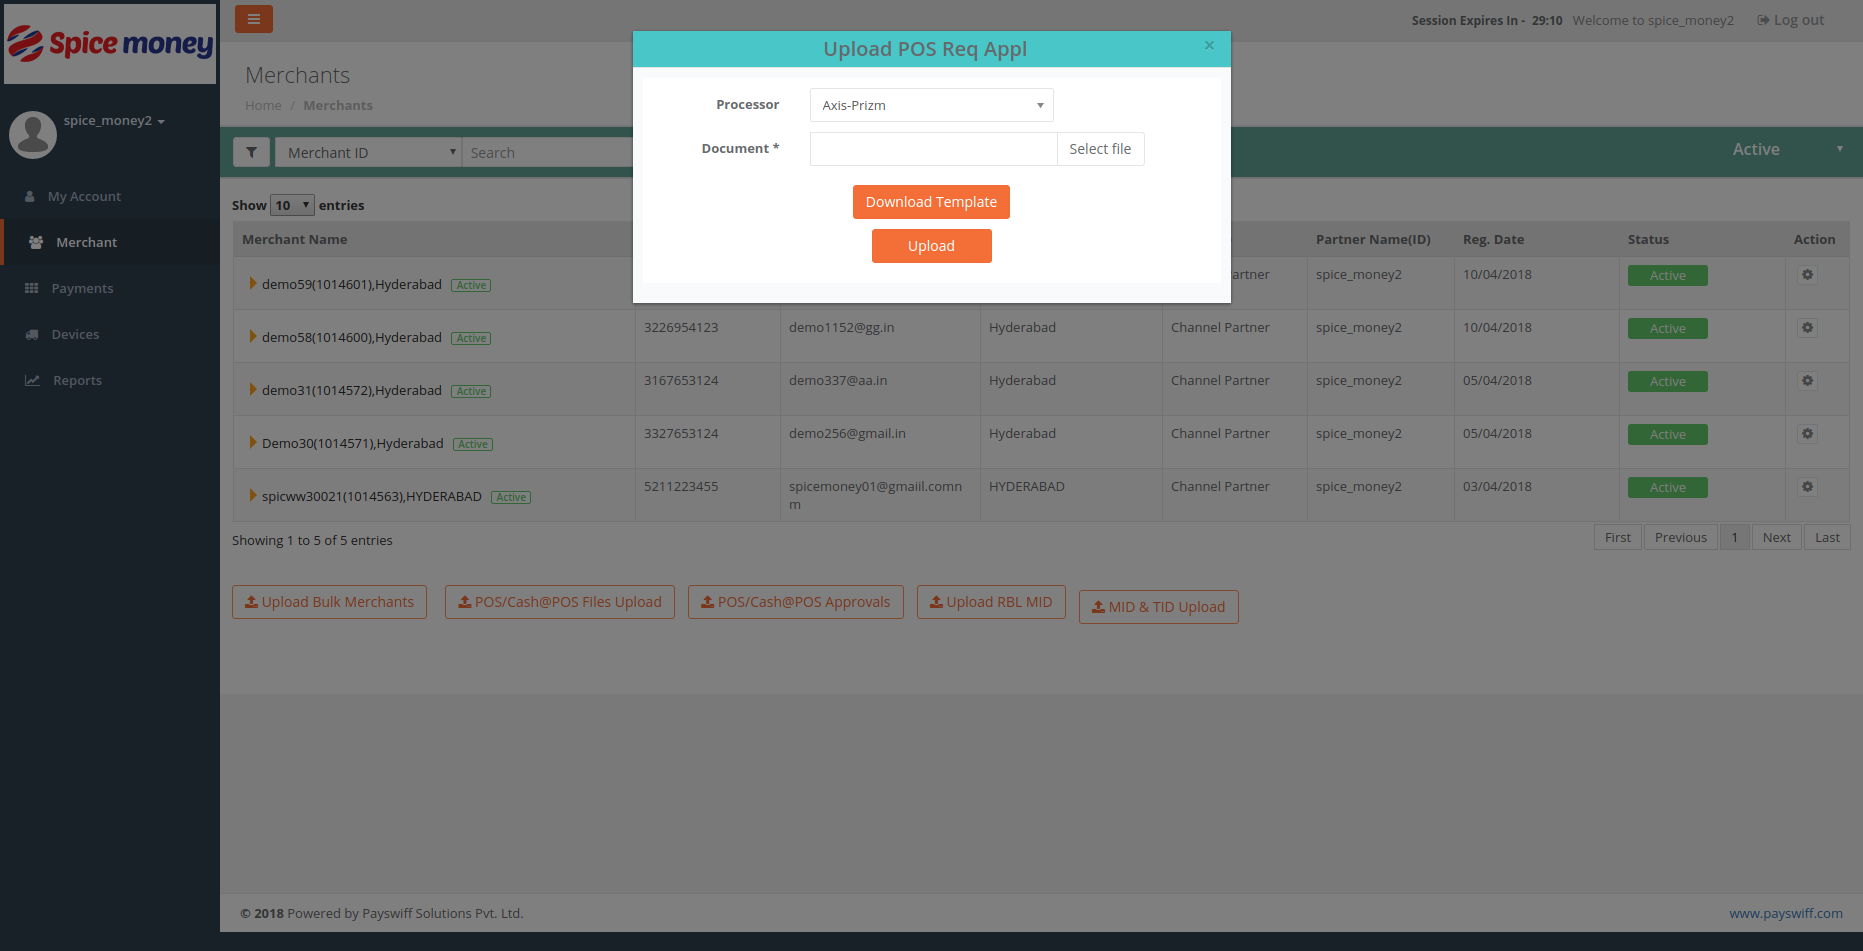 Spice money
Session Expires In - 29:10 Welcome to spice_money2 Log out
Upload POS Req Appl ×
Merchants
Home / Merchants
Processor Axis-Prizm
Document * Select file
Download Template
Upload
spice_money2
Merchant ID Search Active
My Account
Merchant
Payments
Devices
Reports
Show 10 entries
Merchant Name Partner Name(ID) Reg. Date Status Action
demo59(1014601),Hyderabad Active artner spice_money2 10/04/2018 Active
demo58(1014600),Hyderabad Active 3226954123 demo1152@gg.in Hyderabad Channel Partner spice_money2 10/04/2018 Active
demo31(1014572),Hyderabad Active 3167653124 demo337@aa.in Hyderabad Channel Partner spice_money2 05/04/2018 Active
Demo30(1014571),Hyderabad Active 3327653124 demo256@gmail.in Hyderabad Channel Partner spice_money2 05/04/2018 Active
spicww30021(1014563),HYDERABAD Active 5211223455 spicemoney01@gmaiil.comn HYDERABAD Channel Partner spice_money2 03/04/2018 Active
m
Showing 1 to 5 of 5 entries First Previous 1 Next Last
Upload Bulk Merchants POS/Cash@POS Files Upload POS/Cash@POS Approvals Upload RBL MID MID & TID Upload
© 2018 Powered by Payswiff Solutions Pvt. Ltd. www.payswiff.com